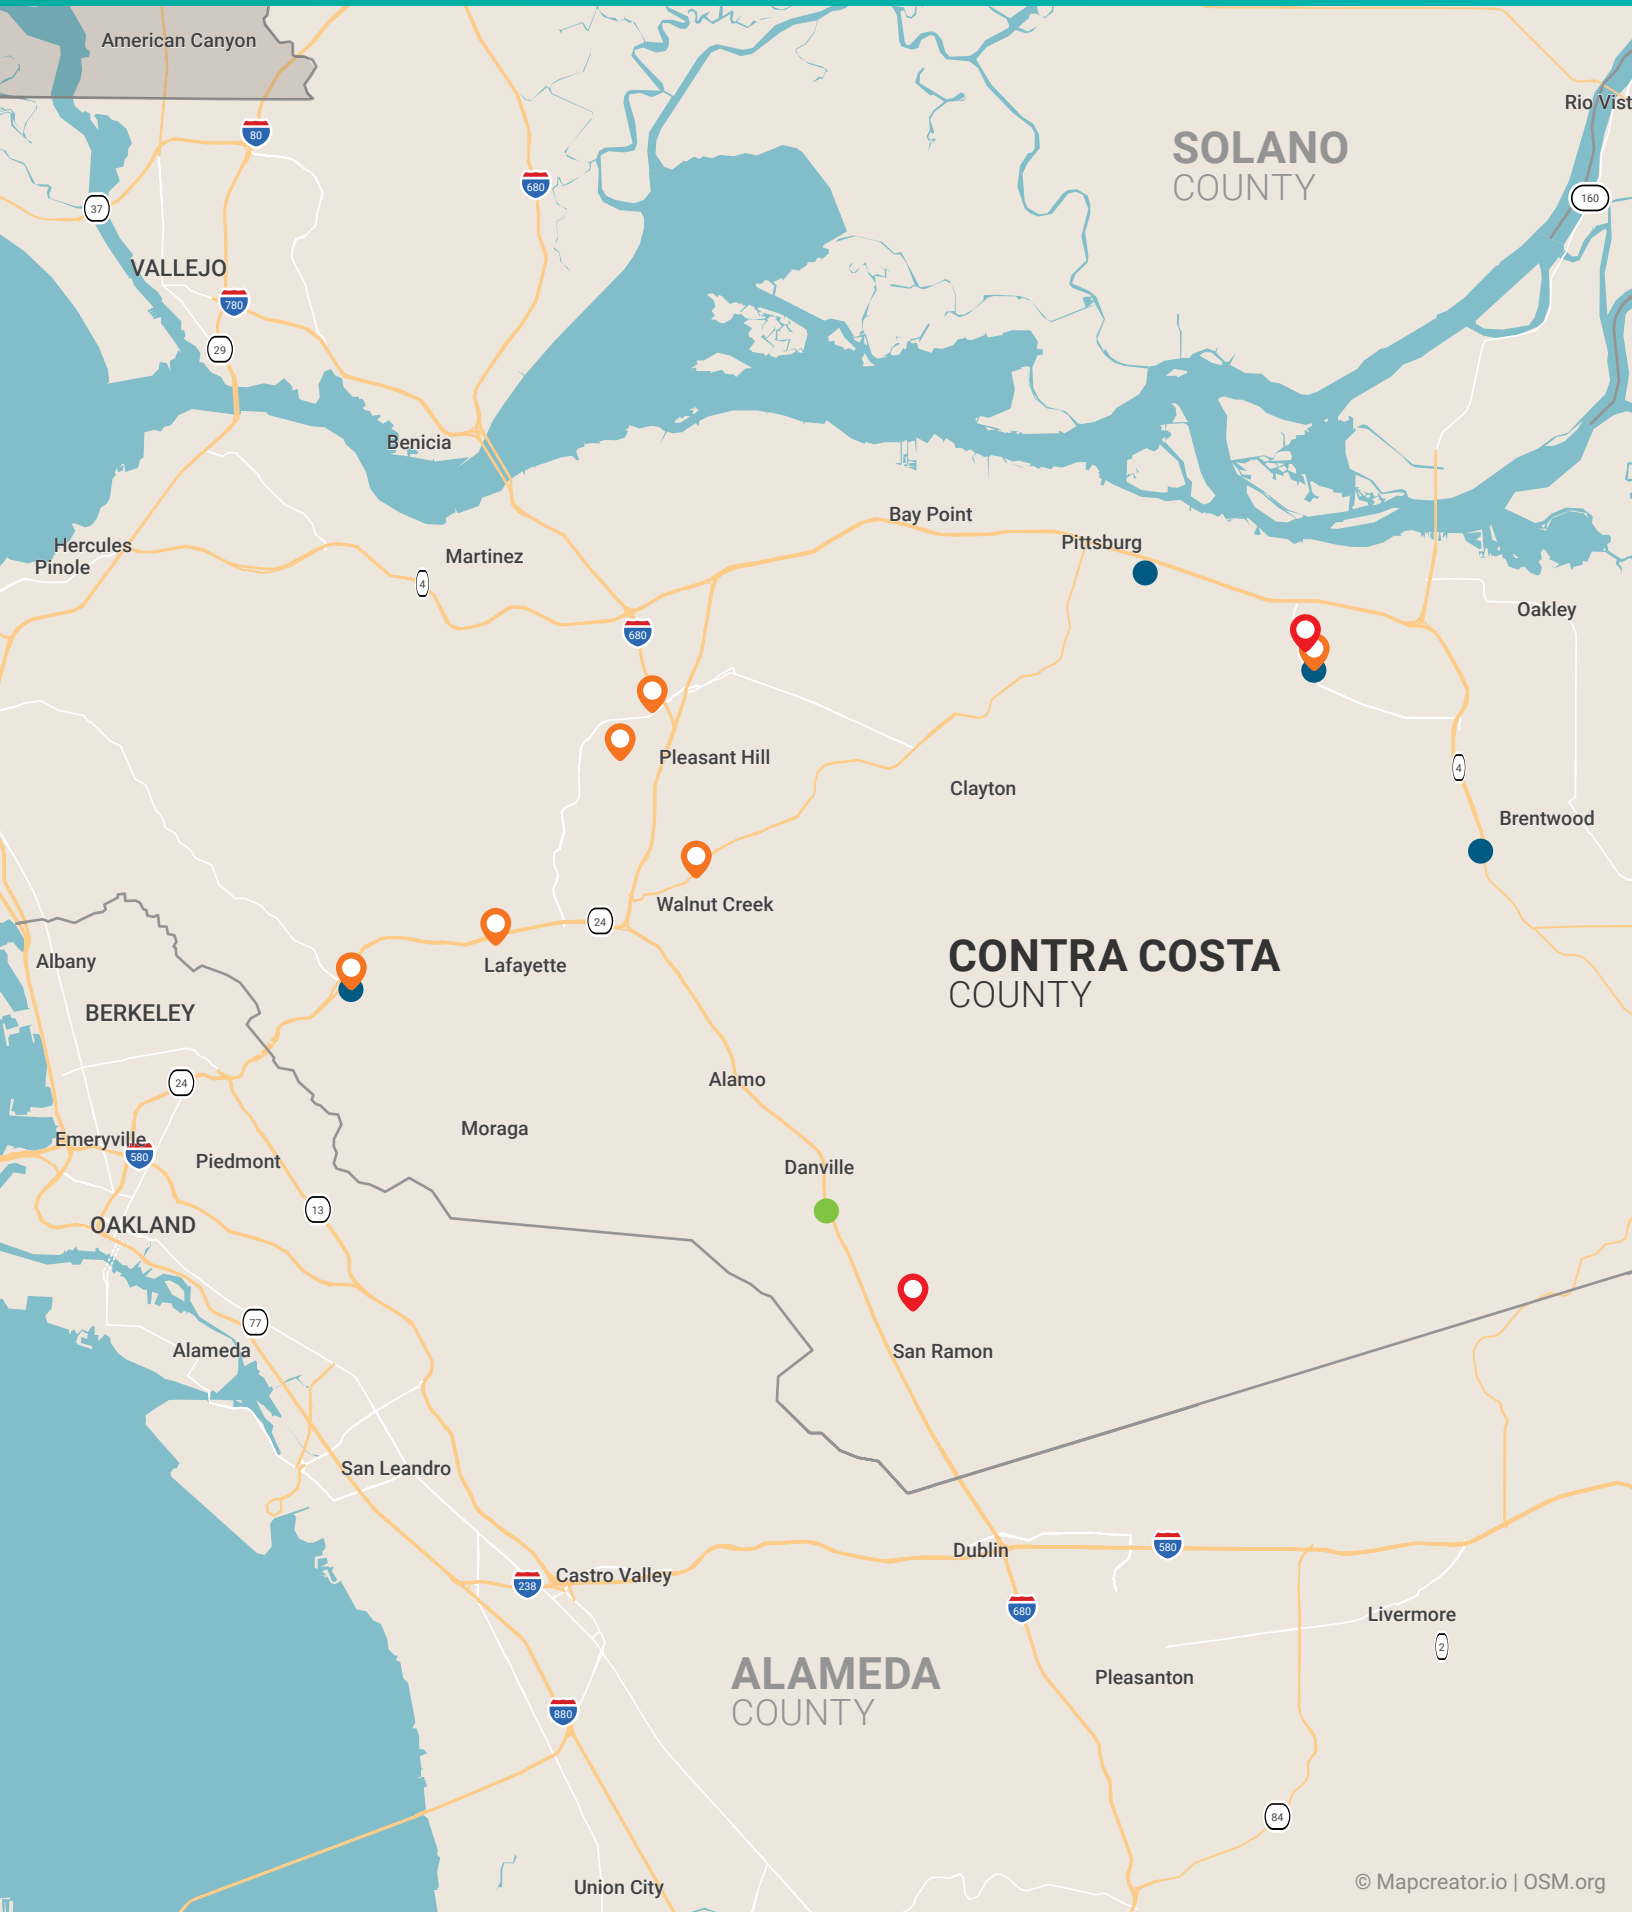 American Canyon
Rio Vist
80
SOLANO
COUNTY
680
160
37
VALLEJO
780
29
Benicia
Bay Point
Pittsburg
Hercules
Pinole
Martinez
4
Oakley
680
Pleasant Hill
4
Clayton
Brentwood
Walnut Creek
24
CONTRA COSTA
COUNTY
Lafayette
Albany
BERKELEY
24
Alamo
Moraga
Emeryville
580
Piedmont
Danville
13
OAKLAND
77
Alameda
San Ramon
San Leandro
Dublin
580
238
Castro Valley
680
Livermore
2
ALAMEDA
COUNTY
Pleasanton
880
84
Union City
© Mapcreator.io | OSM.org